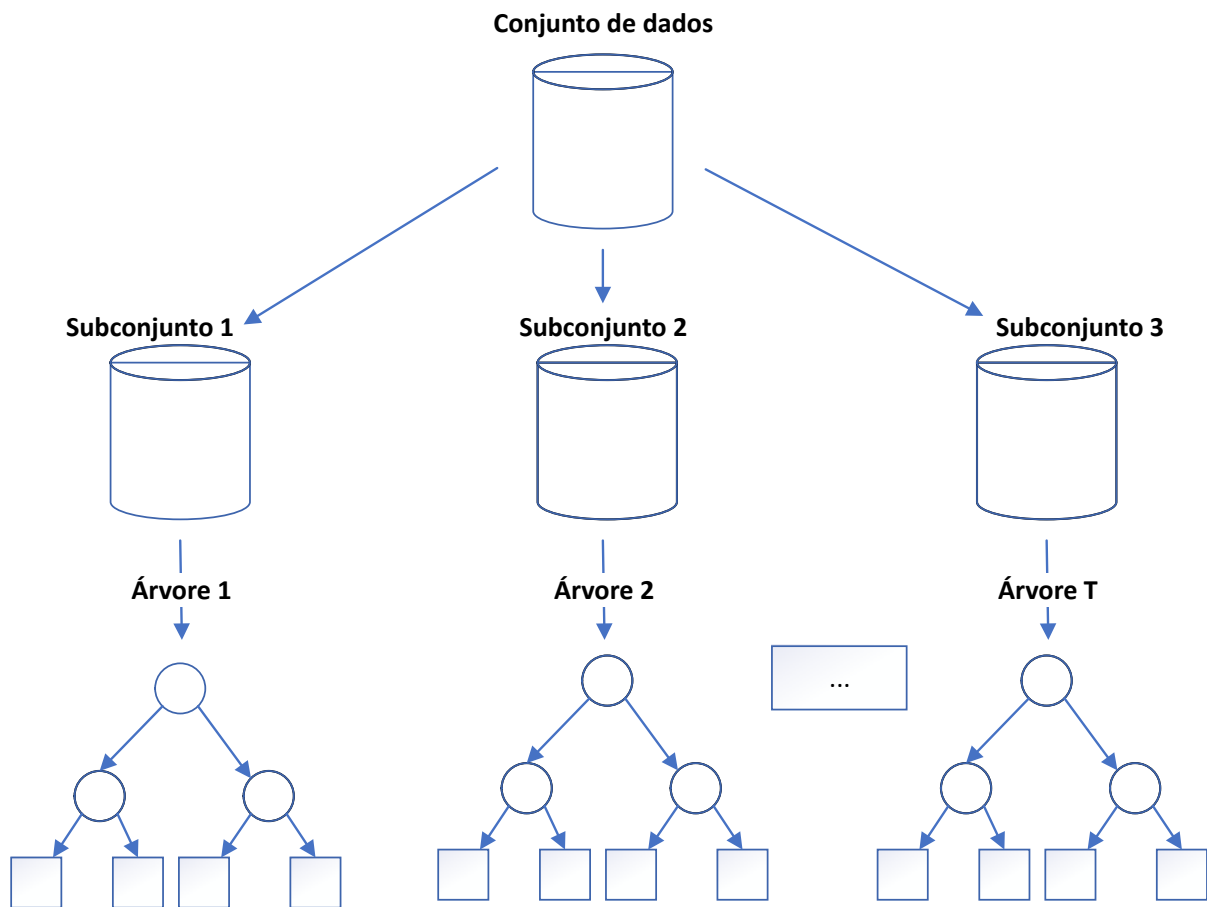 Conjunto de dados
Subconjunto 1
Subconjunto 2
Subconjunto 3
Árvore 1
Árvore 2
Árvore T
...